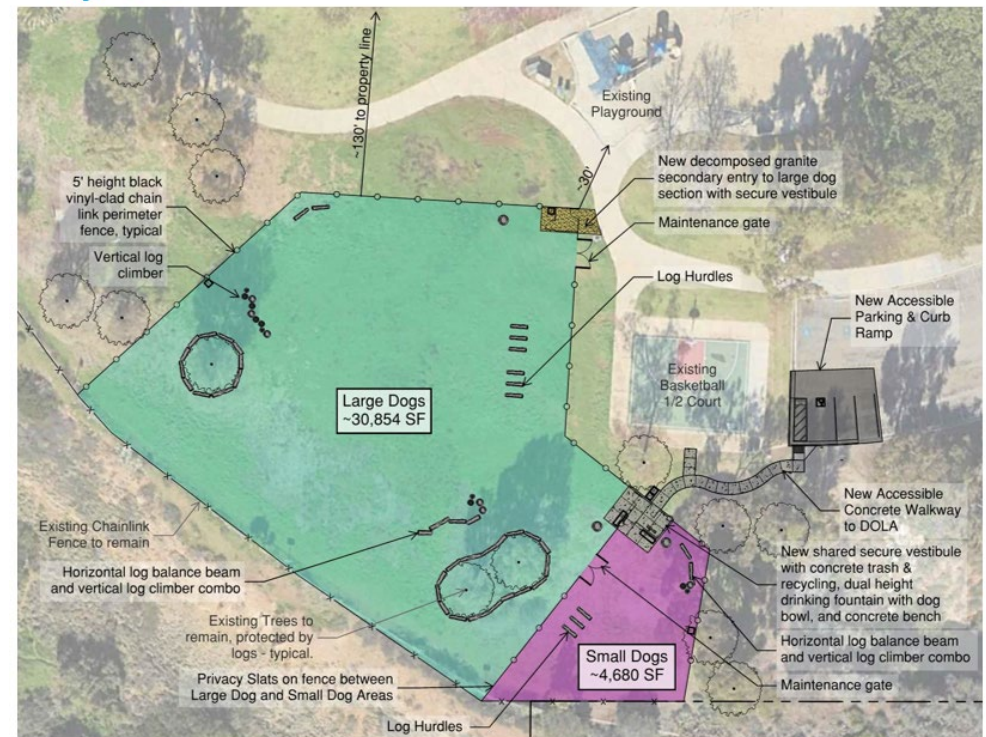 ~130' to property line
Existing
Playground
~30'
New decomposed granite
secondary entry to large dog
section with secure vestibule
Maintenance gate
5' height black
vinyl-clad chain
link perimeter
fence, typical
Vertical log
climber
Log Hurdles
New Accessible
Parking & Curb
Ramp
Existing
Basketball
1/2 Court
Large Dogs
~30,854 SF
New Accessible
Concrete Walkway
to DOLA
Existing Chainlink
Fence to remain
Horizontal log balance beam
and vertical log climber combo
New shared secure vestibule
with concrete trash &
recycling, dual height
drinking fountain with dog
bowl, and concrete bench
Existing Trees to
remain, protected by
logs - typical.
Horizontal log balance beam
and vertical log climber combo
Small Dogs
~4,680 SF
Privacy Slats on fence between
Large Dog and Small Dog Areas
Maintenance gate
Log Hurdles